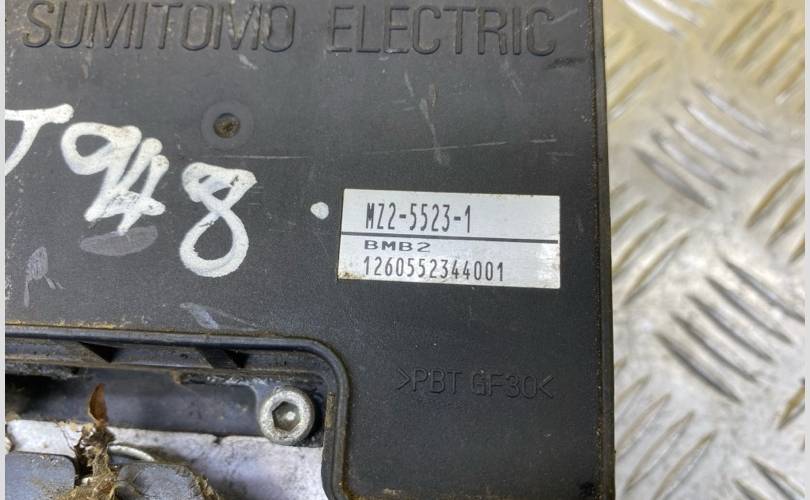 SUMITOMO ELECTRIC
J948
MZ2-5523-1
BMB2
1260552344001
>PBT GF30<